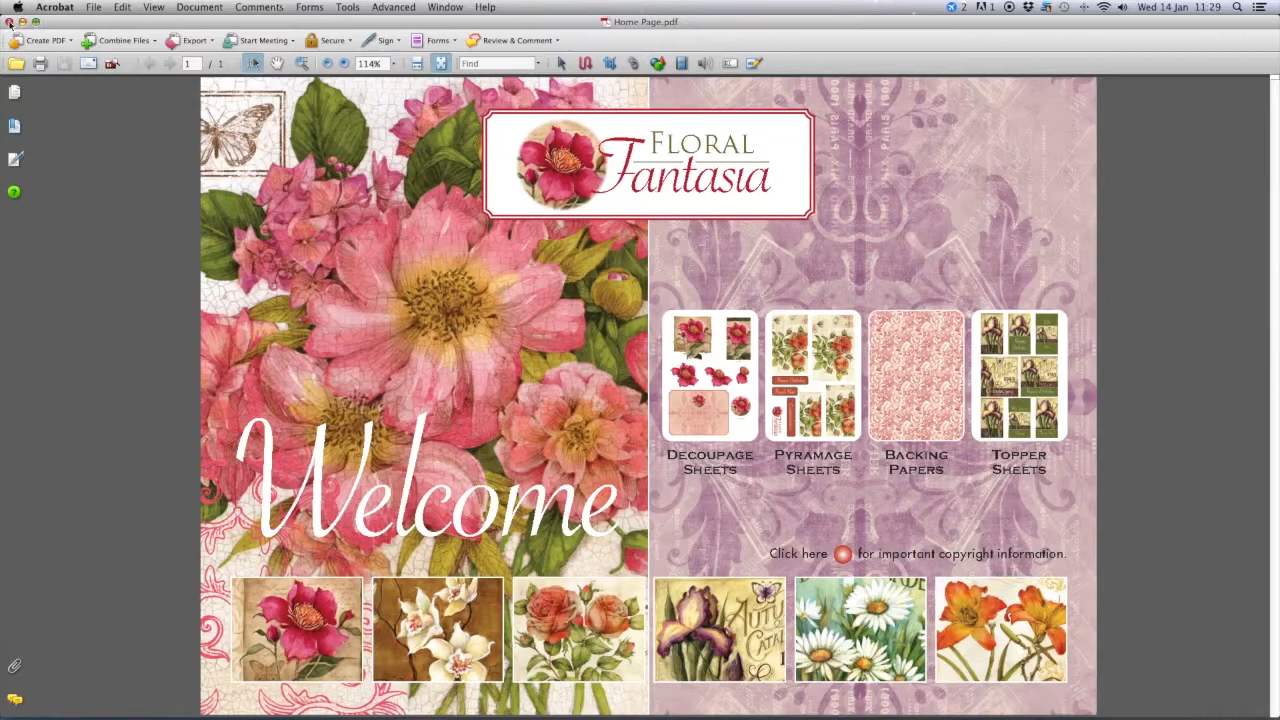 Acrobat File Edit View Document Comments Forms Tools Advanced Window Help 2 1 Wed 14 Jan 11:29
Home Page.pdf
Create PDF Combine Files Export Start Meeting Secure Sign Forms Review & Comment
1 / 1 114% Find
FLORAL
Fantasia
Welcome
DECOUPAGE SHEETS
PYRAMAGE SHEETS
BACKING PAPERS
TOPPER SHEETS
Click here for important copyright information.